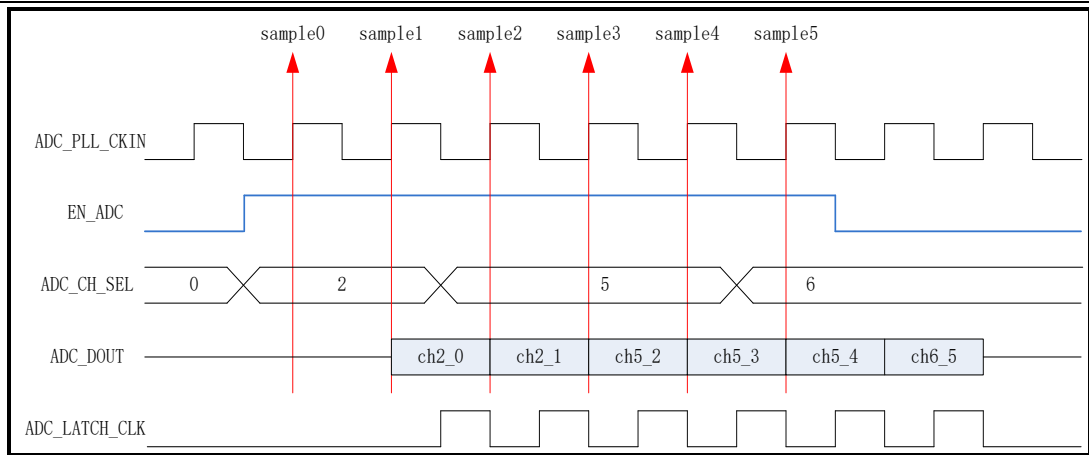 sample0 sample1 sample2 sample3 sample4 sample5
ADC_PLL_CKIN
EN_ADC
ADC_CH_SEL 0 2 5 6
ADC_DOUT ch2_0 ch2_1 ch5_2 ch5_3 ch5_4 ch6_5
ADC_LATCH_CLK